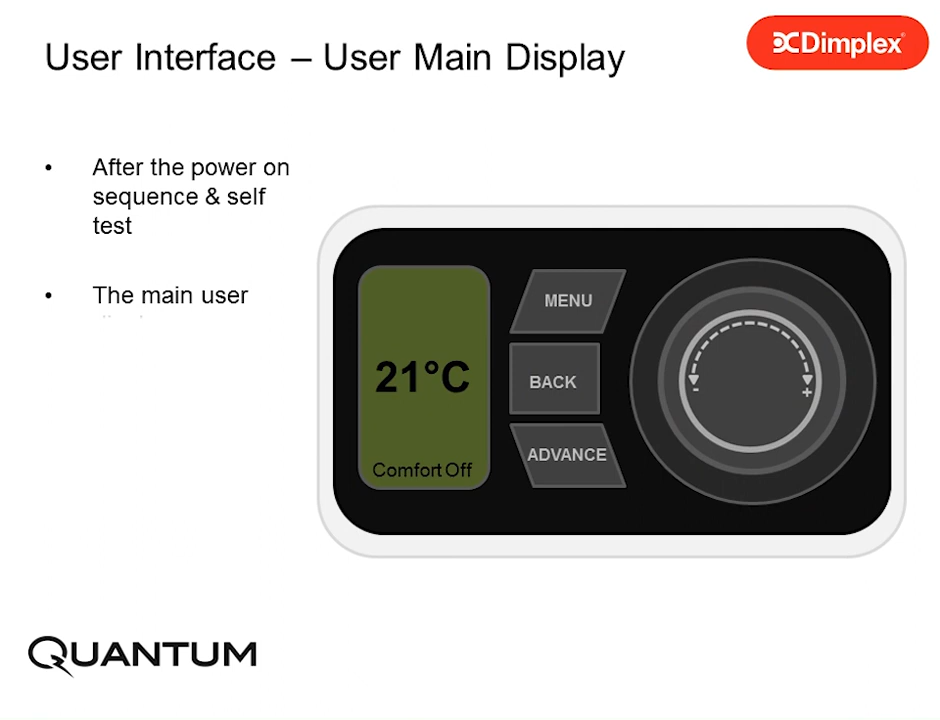 User Interface – User Main Display
Dimplex
• After the power on
sequence & self
test
• The main user
21°C
Comfort Off
MENU
BACK
ADVANCE
-
+
QUANTUM